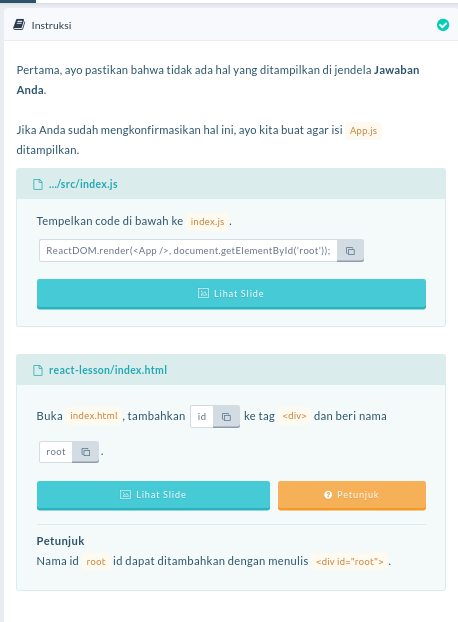 Instruksi
Pertama, ayo pastikan bahwa tidak ada hal yang ditampilkan di jendela Jawaban
Anda.
Jika Anda sudah mengkonfirmasikan hal ini, ayo kita buat agar isi App.js
ditampilkan.
.../src/index.js
Tempelkan code di bawah ke index.js .
ReactDOM.render(<App />, document.getElementById('root'));
Lihat Slide
react-lesson/index.html
Buka index.html , tambahkan id ke tag <div> dan beri nama
root .
Lihat Slide
Petunjuk
Petunjuk
Nama id root id dapat ditambahkan dengan menulis <div id="root"> .